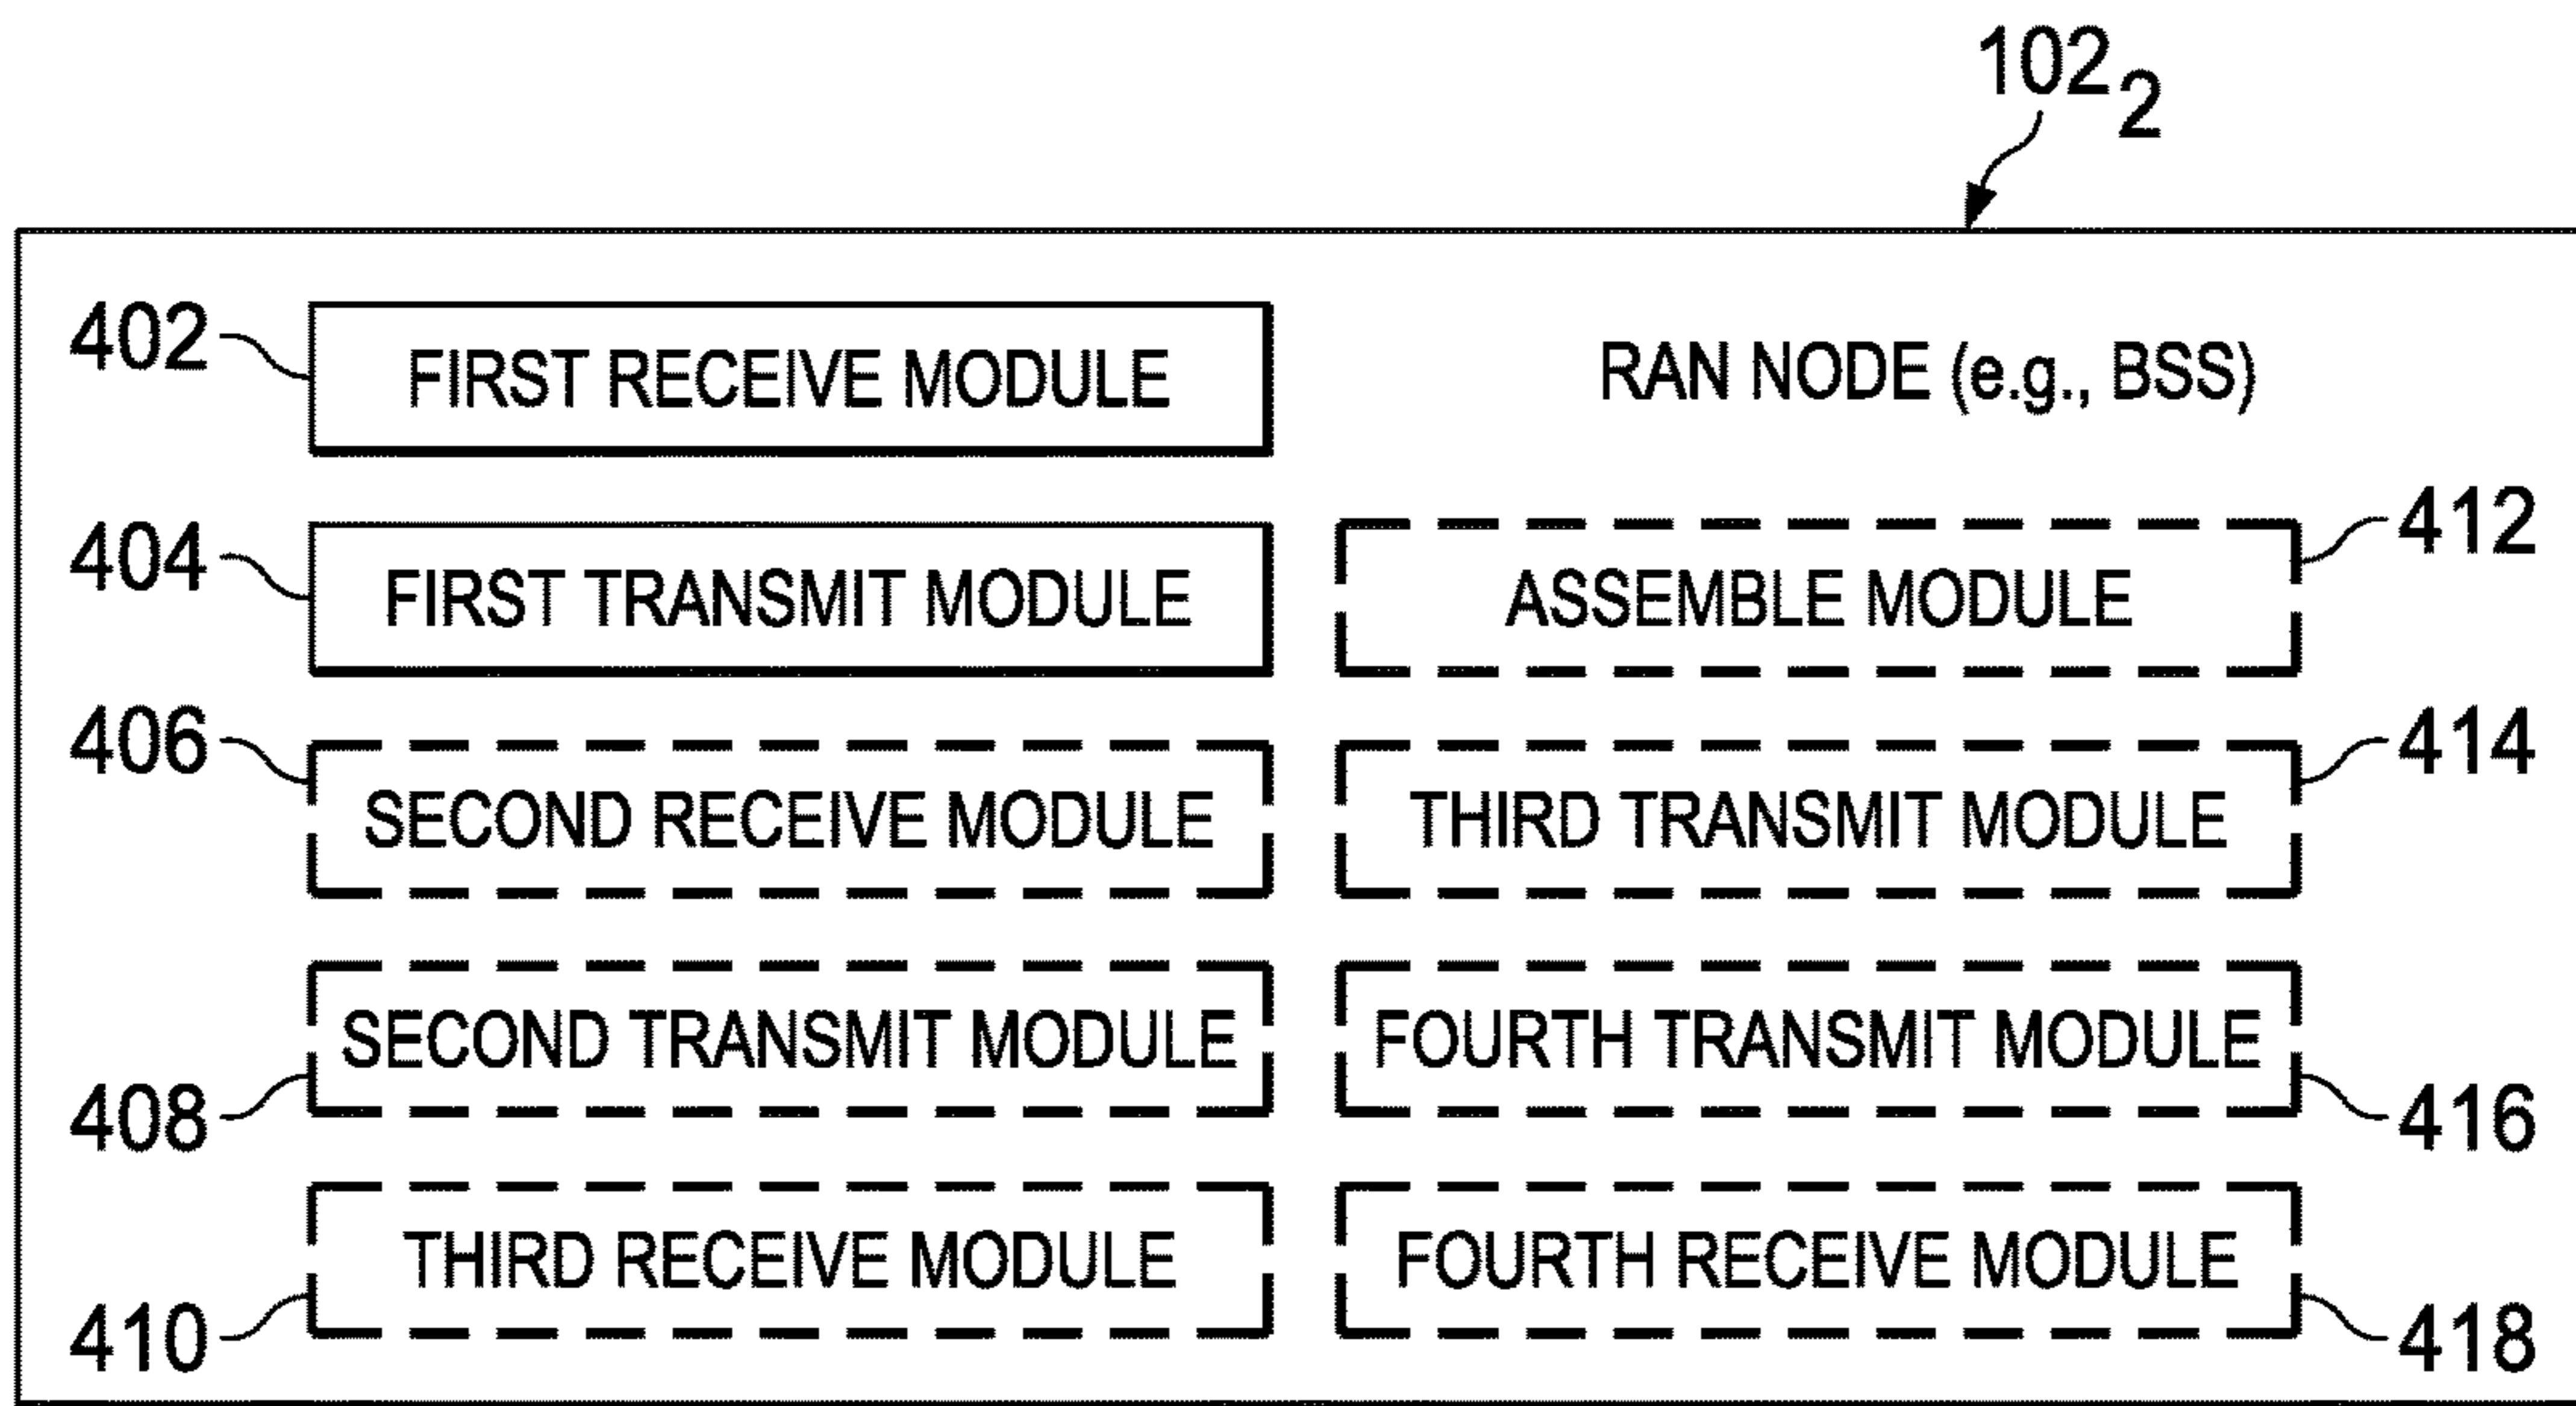 102₂
402 FIRST RECEIVE MODULE RAN NODE (e.g., BSS)
404 FIRST TRANSMIT MODULE ASSEMBLE MODULE 412
406 SECOND RECEIVE MODULE THIRD TRANSMIT MODULE 414
408 SECOND TRANSMIT MODULE FOURTH TRANSMIT MODULE 416
410 THIRD RECEIVE MODULE FOURTH RECEIVE MODULE 418